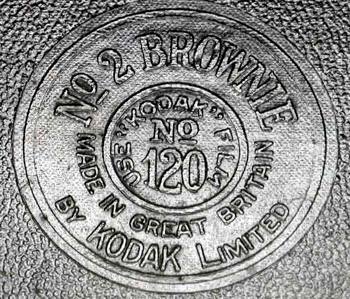 No 2 BROWNIE
USE "KODAK" FILM
No
120
MADE IN GREAT BRITAIN
BY KODAK LIMITED